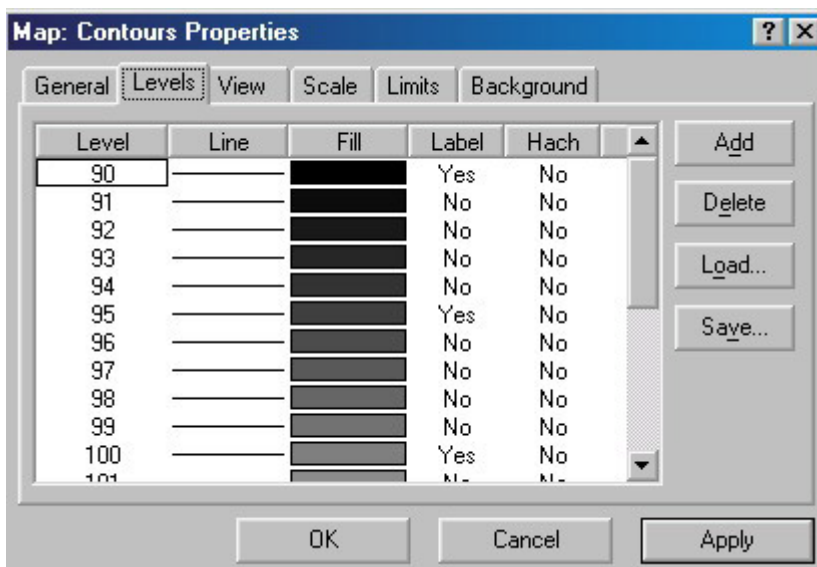 Map: Contours Properties
General Levels View Scale Limits Background
Level Line Fill Label Hach
90 Yes No
91 No No
92 No No
93 No No
94 No No
95 Yes No
96 No No
97 No No
98 No No
99 No No
100 Yes No
Add
Delete
Load...
Save...
OK Cancel Apply